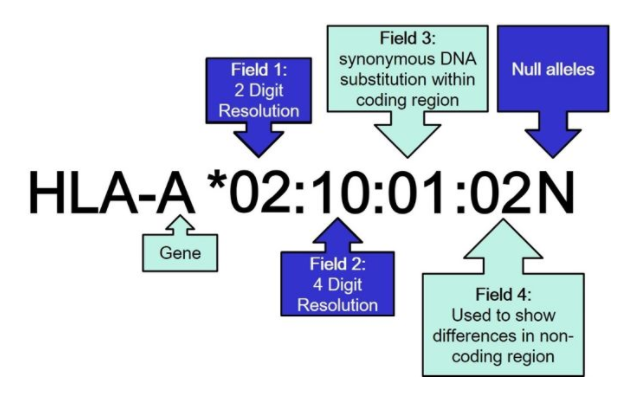 Field 1:
2 Digit
Resolution
Field 3:
synonymous DNA
substitution within
coding region
Null alleles
HLA-A *02:10:01:02N
Gene
Field 2:
4 Digit
Resolution
Field 4:
Used to show
differences in non-
coding region